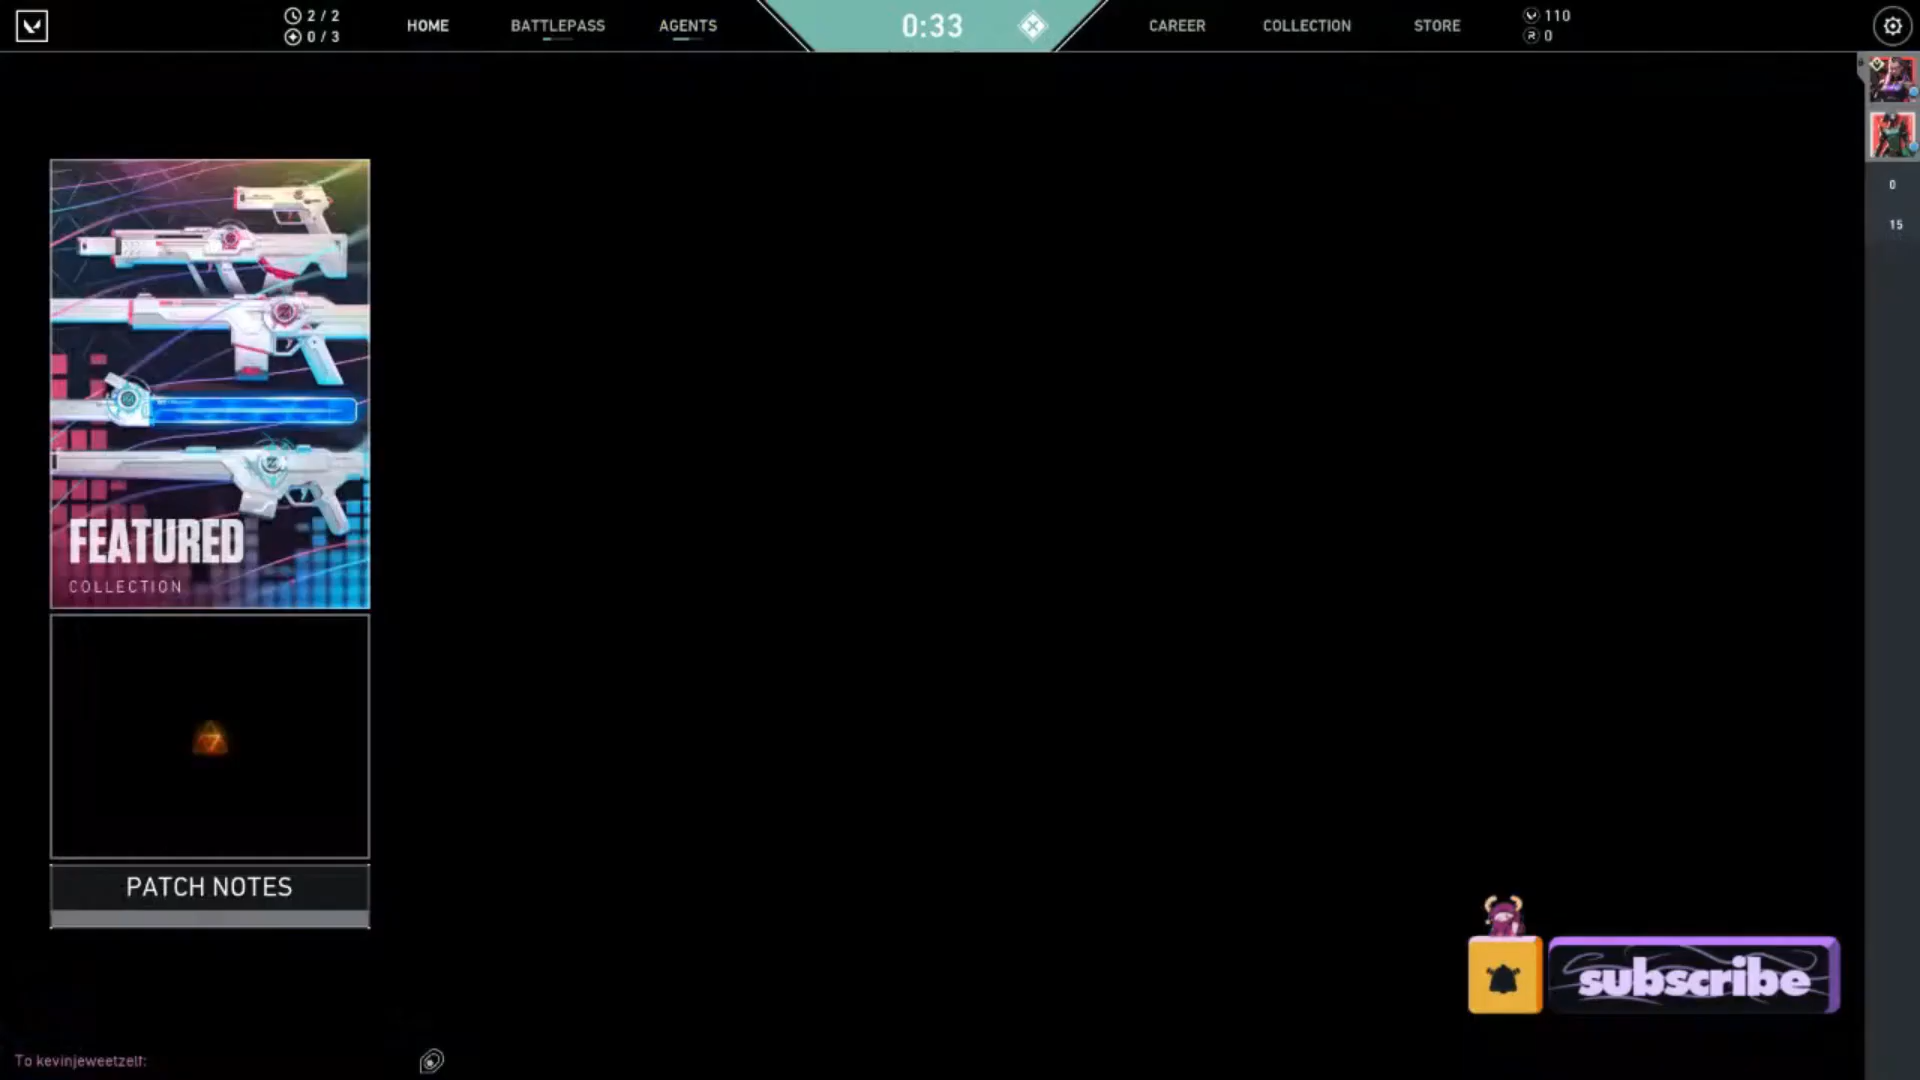 2 / 2
0 / 3
HOME
BATTLEPASS
AGENTS
0:33
CAREER
COLLECTION
STORE
110
R 0
0
15
FEATURED
COLLECTION
PATCH NOTES
subscribe
To kevinjeweetzelf: